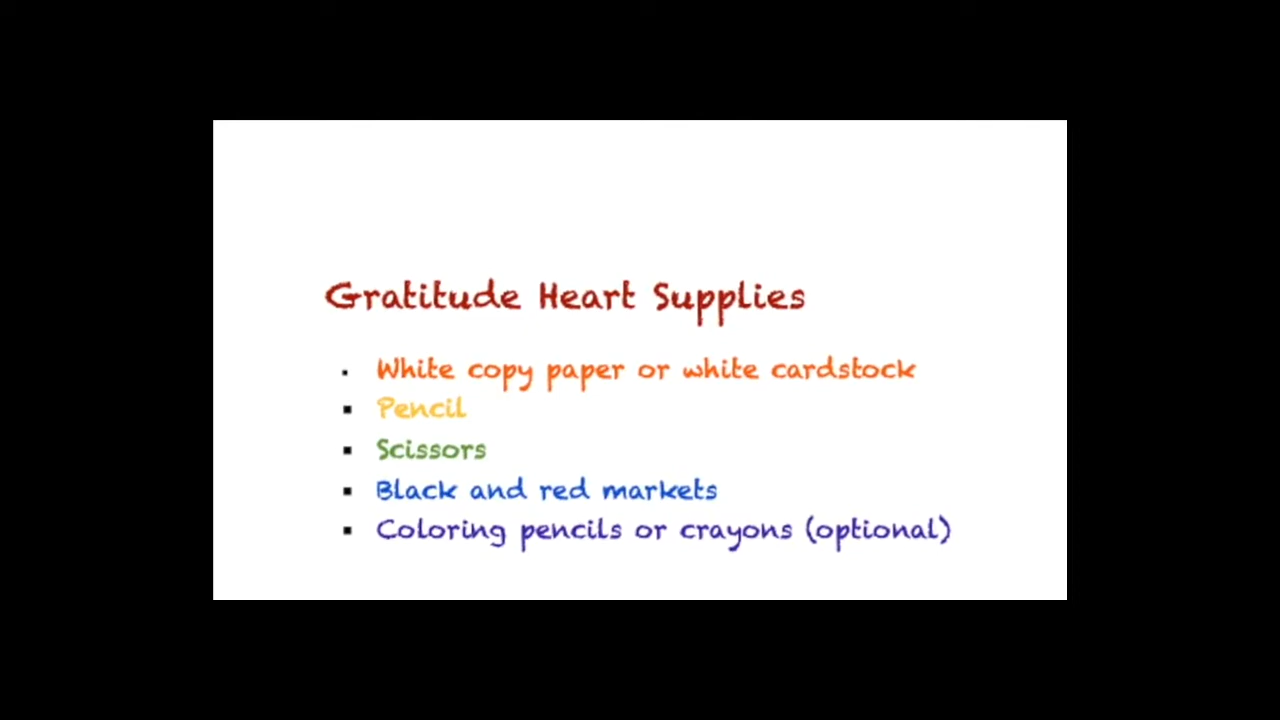 Gratitude Heart Supplies
▪ White copy paper or white cardstock
▪ Pencil
▪ Scissors
▪ Black and red markets
▪ Coloring pencils or crayons (optional)